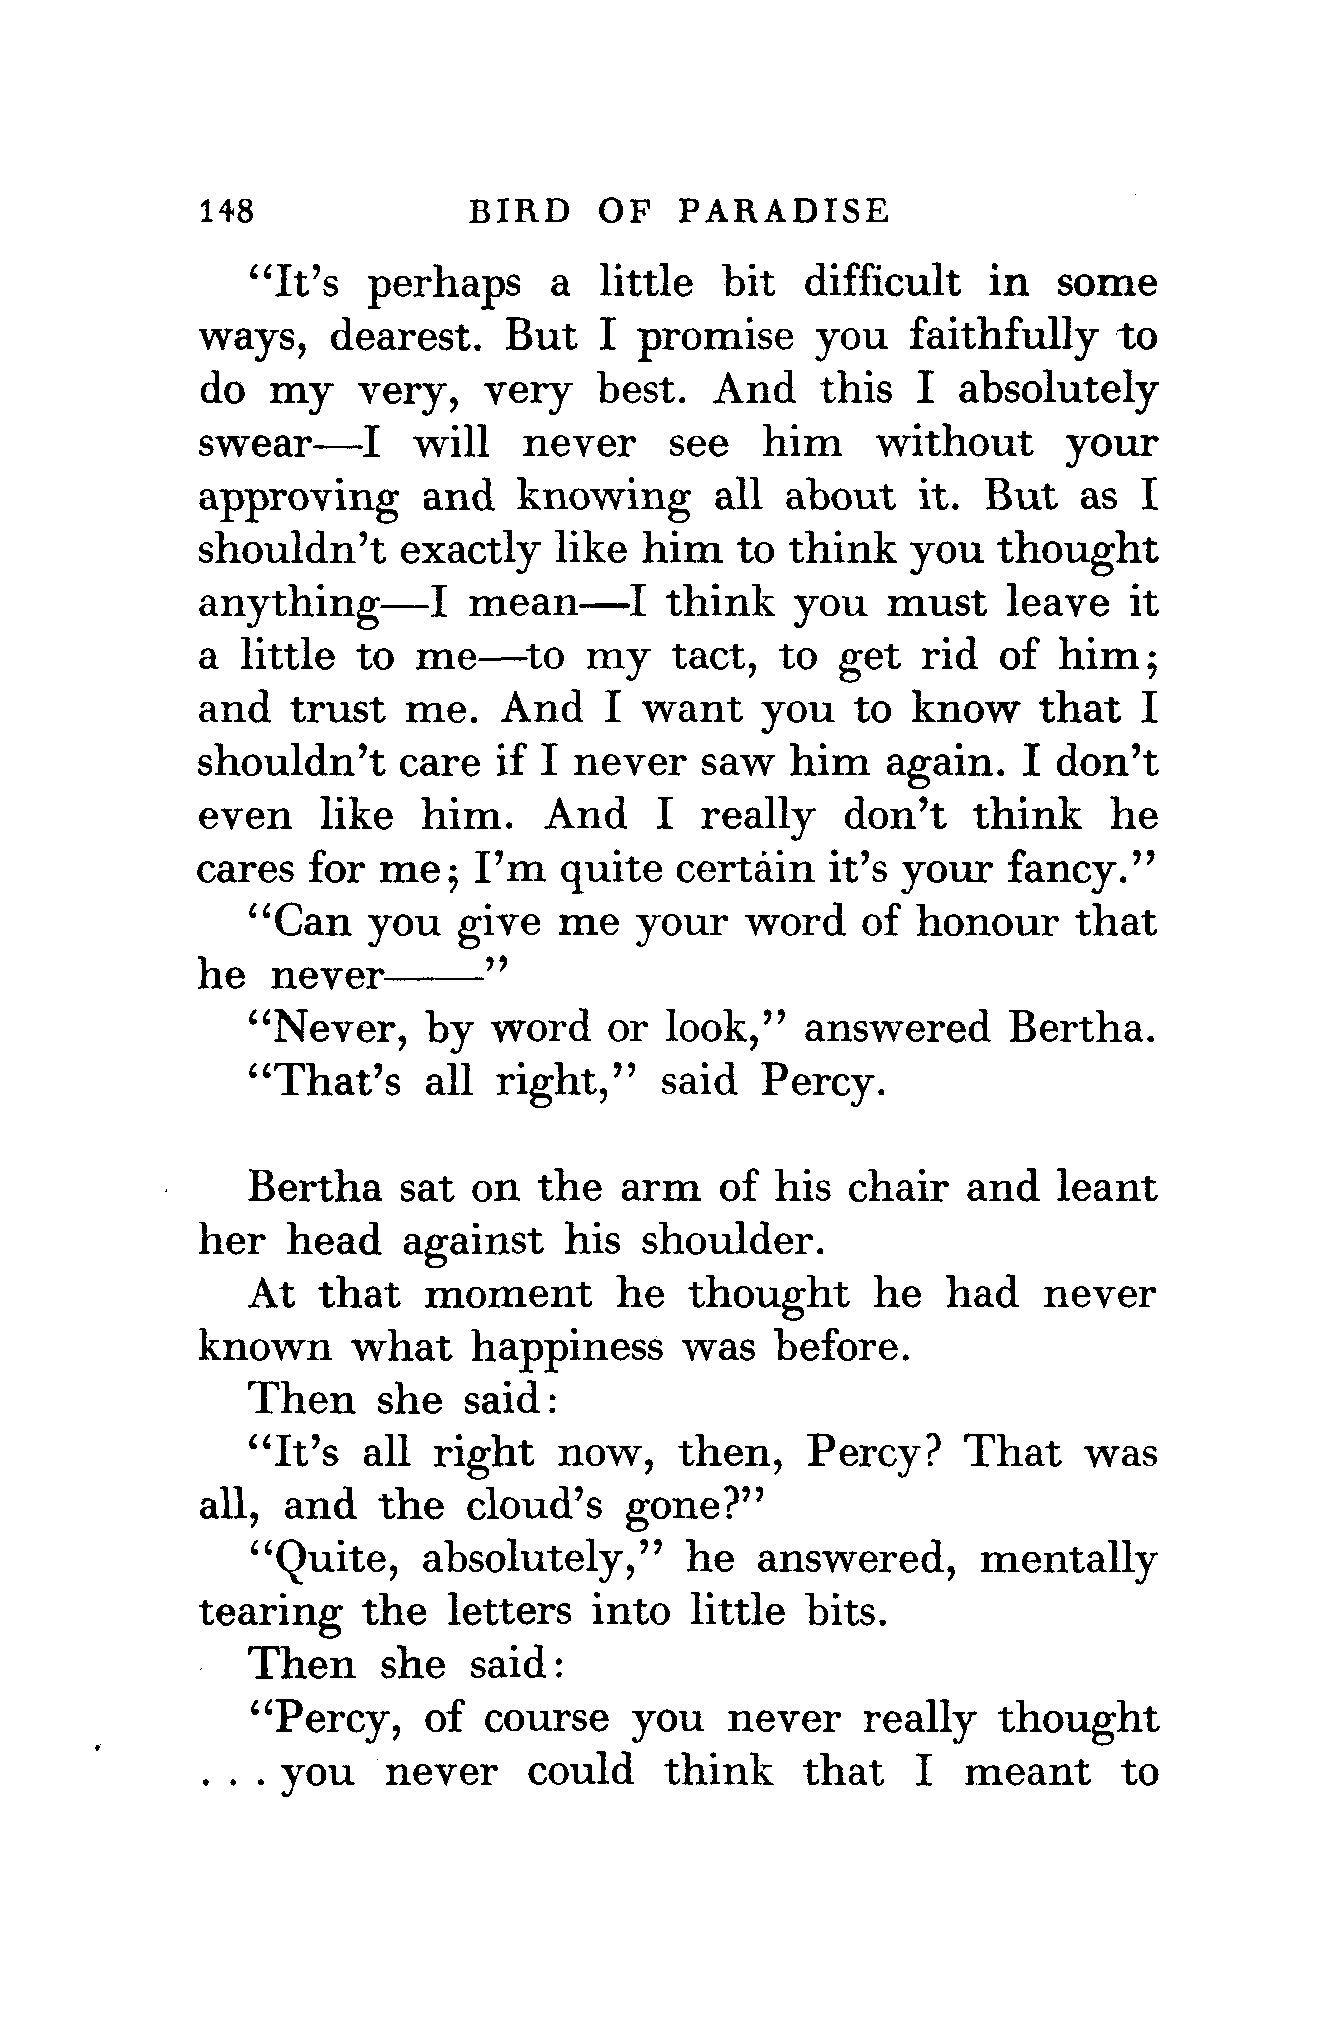 148 BIRD OF PARADISE
“It’s perhaps a little bit difficult in some
ways, dearest. But I promise you faithfully to
do my very, very best. And this I absolutely
swear—I will never see him without your
approving and knowing all about it. But as I
shouldn’t exactly like him to think you thought
anything—I mean—I think you must leave it
a little to me—to my tact, to get rid of him;
and trust me. And I want you to know that I
shouldn’t care if I never saw him again. I don’t
even like him. And I really don’t think he
cares for me; I’m quite certain it’s your fancy.”
“Can you give me your word of honour that
he never——”
“Never, by word or look,” answered Bertha.
“That’s all right,” said Percy.
Bertha sat on the arm of his chair and leant
her head against his shoulder.
At that moment he thought he had never
known what happiness was before.
Then she said:
“It’s all right now, then, Percy? That was
all, and the cloud’s gone?”
“Quite, absolutely,” he answered, mentally
tearing the letters into little bits.
Then she said:
“Percy, of course you never really thought
. . . you never could think that I meant to